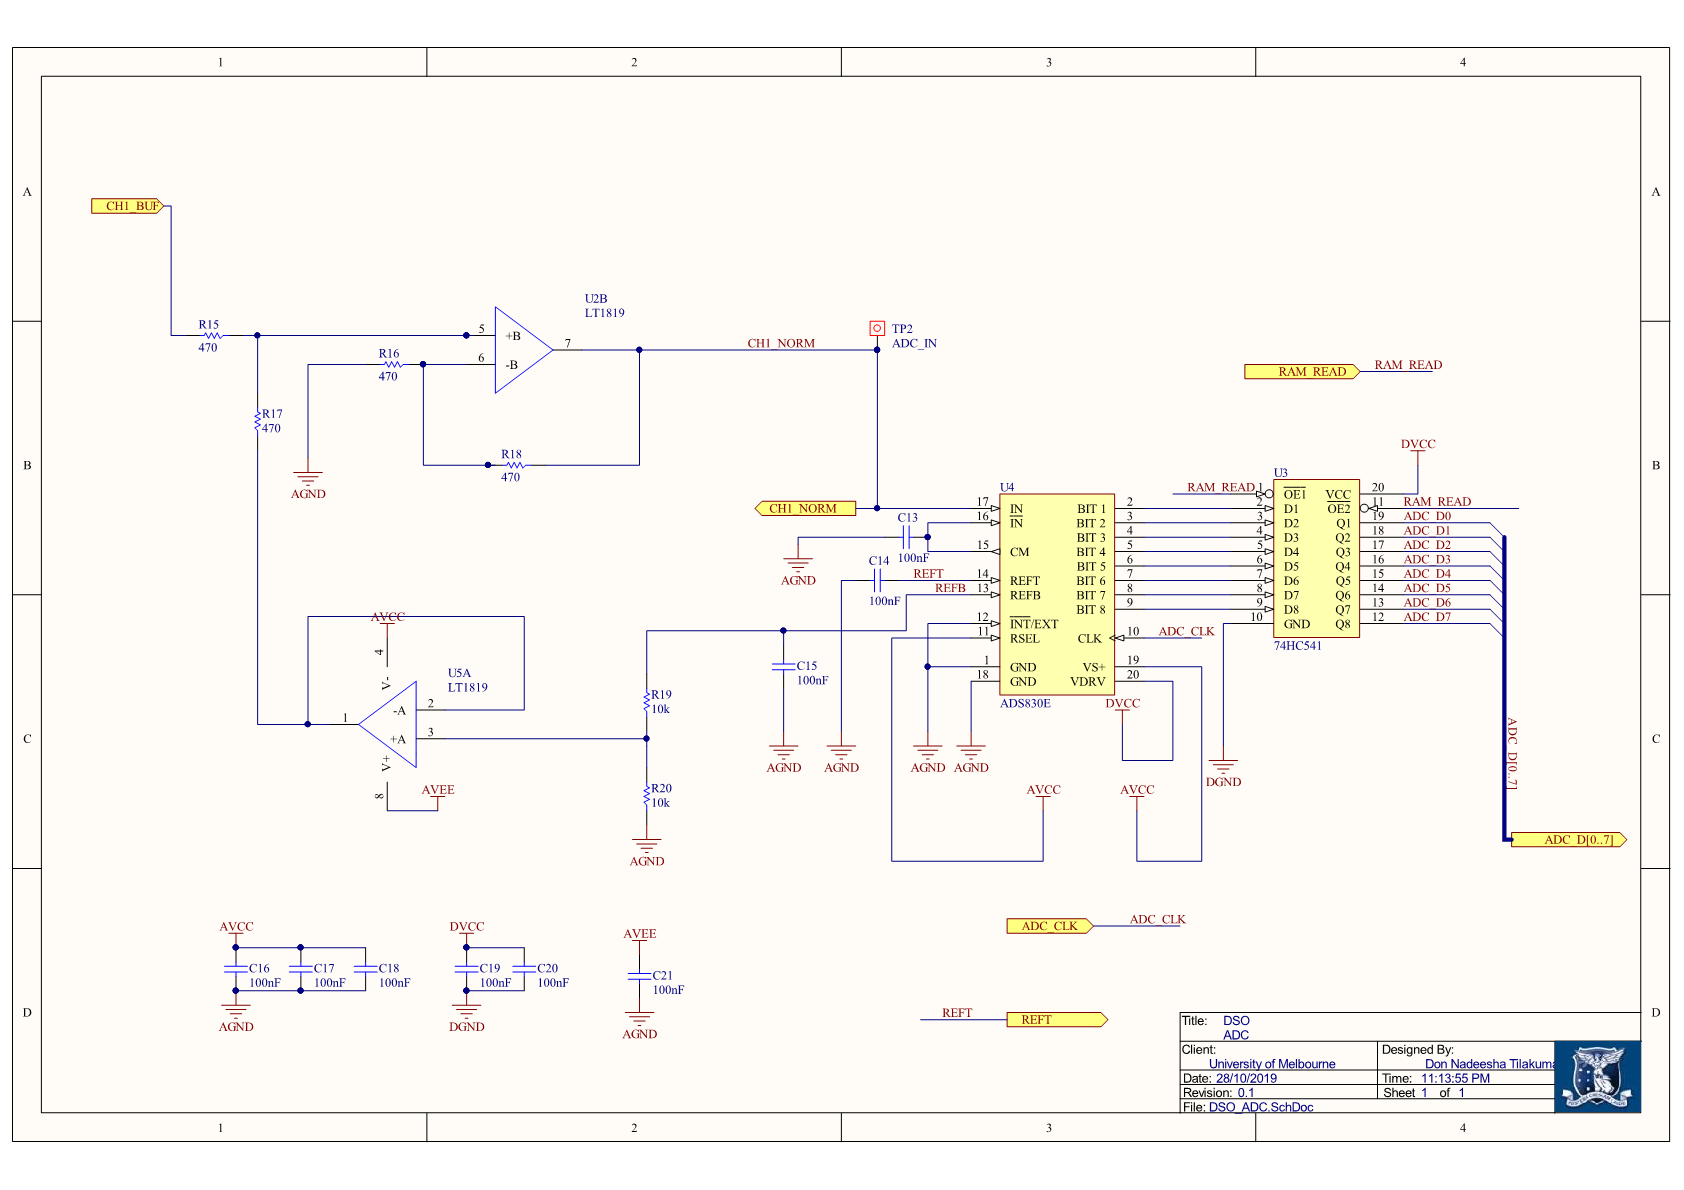 1 2 3 4
A A
CH1_BUF
U2B
LT1819
R15
470
R16
470
5 +B
6 -B
7
CH1_NORM
TP2
ADC_IN
RAM_READ RAM_READ
R17
470
R18
470
AGND
B B
DVCC
CH1_NORM
C13
100nF
AGND
C14
100nF
REFT
REFB
U4
17 IN
16 IN
15 CM
14 REFT
13 REFB
12 INT/EXT
11 RSEL
1 GND
18 GND
BIT 1 2
BIT 2 3
BIT 3 4
BIT 4 5
BIT 5 6
BIT 6 7
BIT 7 8
BIT 8 9
CLK 10 ADC_CLK
VS+ 19
VDRV 20
ADS830E
DVCC
U3
RAM_READ 1 OE1 VCC 20
2 D1 OE2 11 RAM_READ
3 D2 Q1 19 ADC_D0
4 D3 Q2 18 ADC_D1
5 D4 Q3 17 ADC_D2
6 D5 Q4 16 ADC_D3
7 D6 Q5 15 ADC_D4
8 D7 Q6 14 ADC_D5
9 D8 Q7 13 ADC_D6
10 GND Q8 12 ADC_D7
74HC541
DGND
ADC_D[0..7]
ADC_D[0..7]
AVCC
4
V-
U5A
LT1819
1
-A 2
+A 3
V+
8
AVEE
C15
100nF
R19
10k
R20
10k
AGND
AGND AGND AGND AGND
AVCC AVCC
C C
AVCC
C16
100nF
C17
100nF
C18
100nF
AGND
DVCC
C19
100nF
C20
100nF
DGND
AVEE
C21
100nF
AGND
ADC_CLK ADC_CLK
REFT REFT
D D
Title: DSO
ADC
Client:
University of Melbourne
Designed By:
Don Nadeesha Tilakuma
Date: 28/10/2019
Time: 11:13:55 PM
Revision: 0.1
Sheet 1 of 1
File: DSO_ADC.SchDoc
1 2 3 4